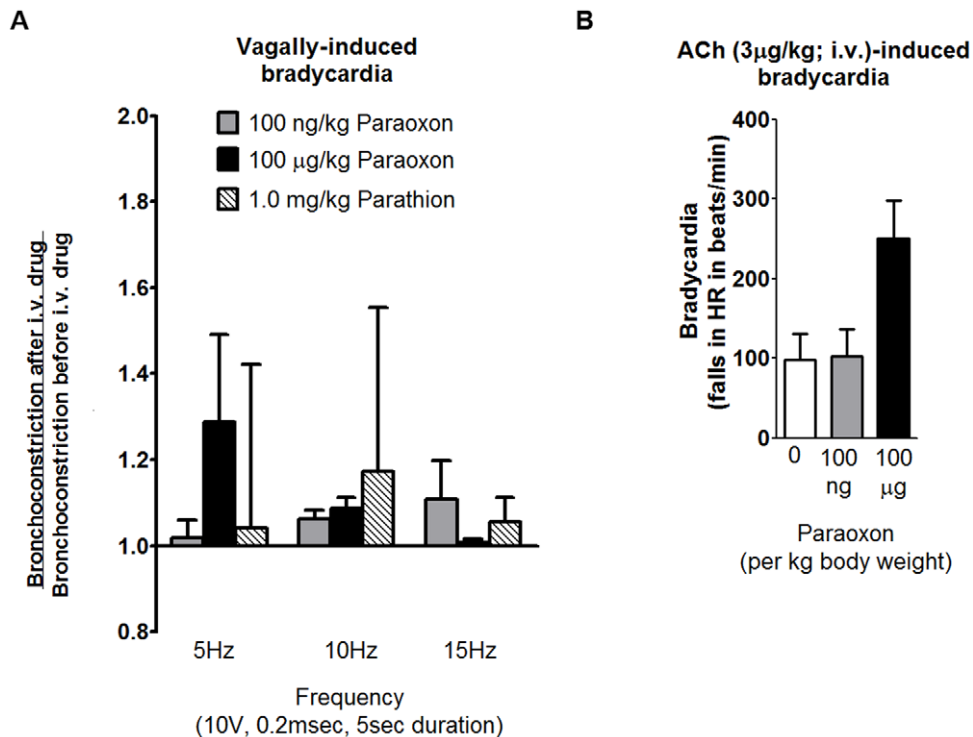 A
Vagally-induced
bradycardia
100 ng/kg Paraoxon
100 μg/kg Paraoxon
1.0 mg/kg Parathion
Bronchoconstriction after i.v. drug
Bronchoconstriction before i.v. drug
2.0
1.8
1.6
1.4
1.2
1.0
0.8
5Hz 10Hz 15Hz
Frequency
(10V, 0.2msec, 5sec duration)
B
ACh (3μg/kg; i.v.)-induced
bradycardia
Bradycardia
(falls in HR in beats/min)
400
300
200
100
0
0 100 100
ng μg
Paraoxon
(per kg body weight)